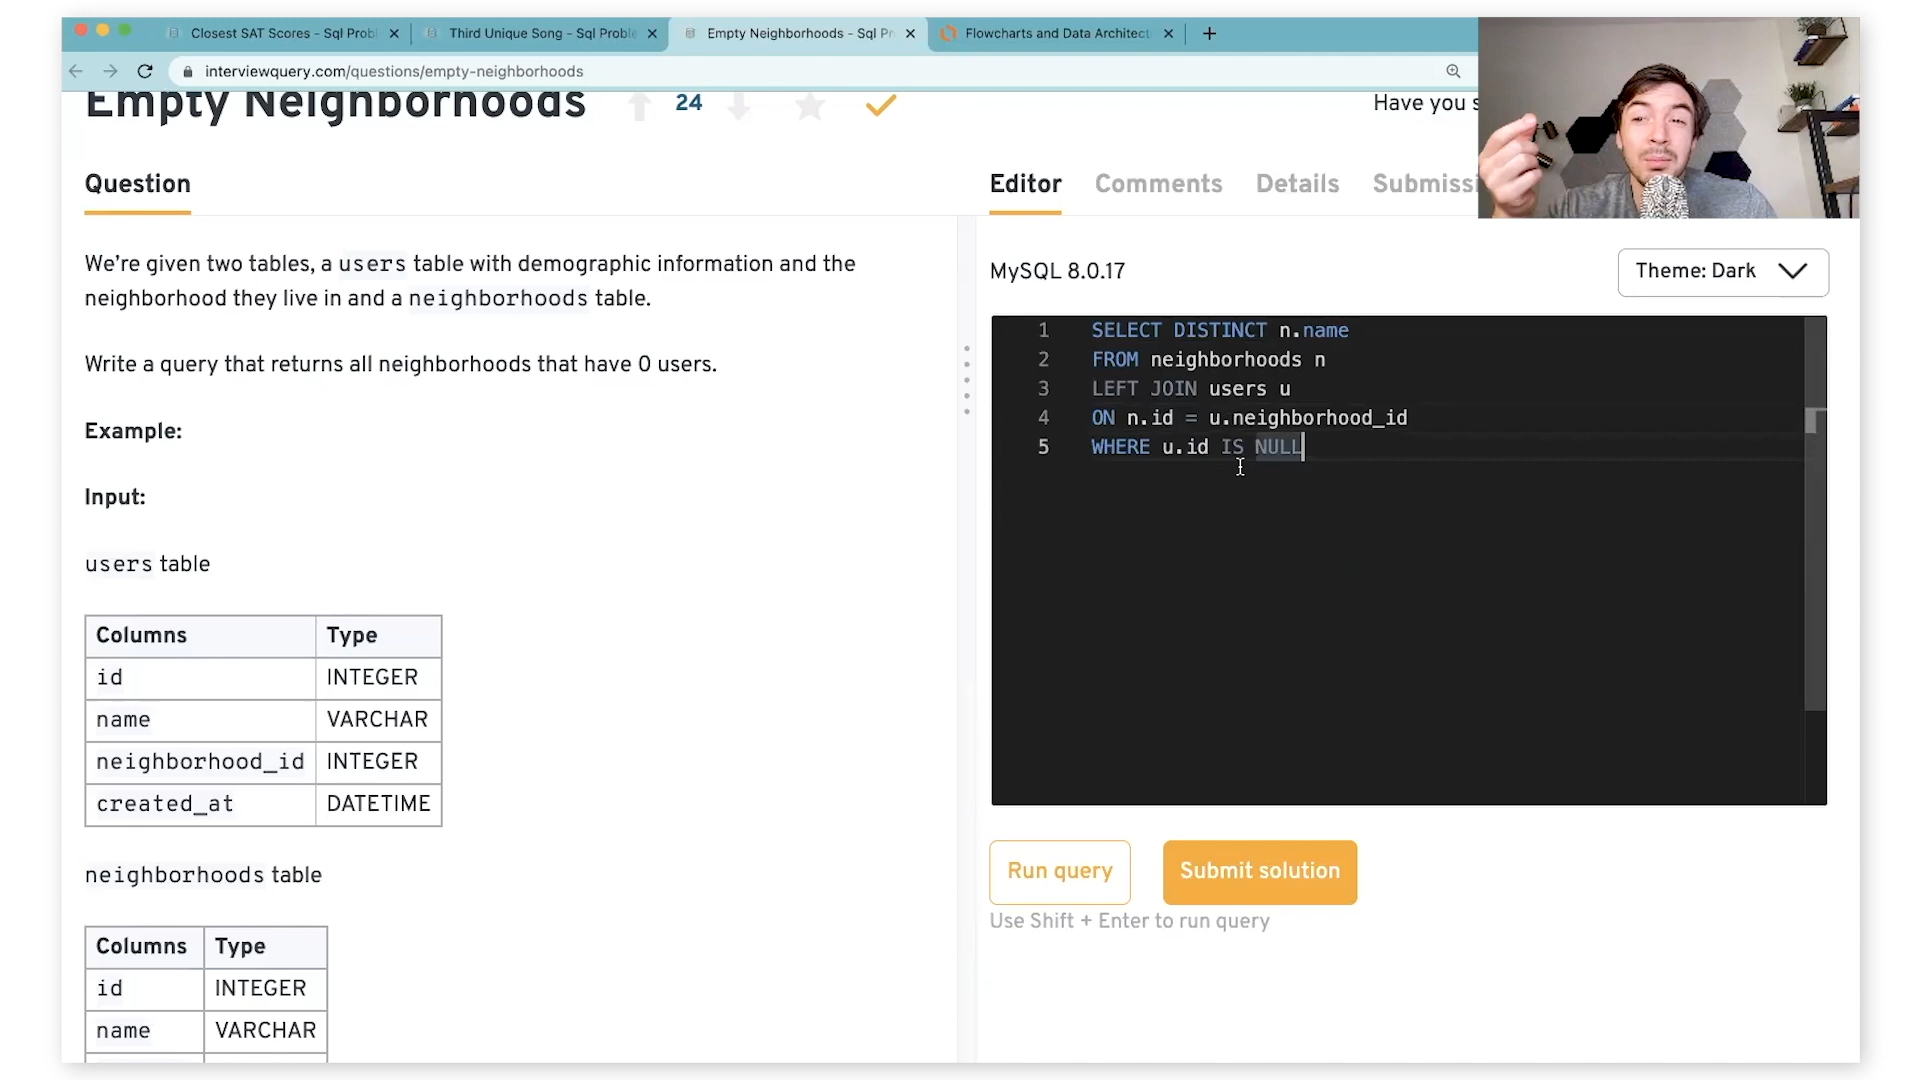 Closest SAT Scores - Sql Prob
Third Unique Song - Sql Proble
Empty Neighborhoods - Sql Pr
Flowcharts and Data Architect
interviewquery.com/questions/empty-neighborhoods
Empty Neighborhoods
24
Have you s
Question
Editor
Comments
Details
Submissi
We're given two tables, a users table with demographic information and the
neighborhood they live in and a neighborhoods table.
Write a query that returns all neighborhoods that have 0 users.
Example:
Input:
users table
Columns Type
id INTEGER
name VARCHAR
neighborhood_id INTEGER
created_at DATETIME
neighborhoods table
Columns Type
id INTEGER
name VARCHAR
MySQL 8.0.17
Theme: Dark
1 SELECT DISTINCT n.name
2 FROM neighborhoods n
3 LEFT JOIN users u
4 ON n.id = u.neighborhood_id
5 WHERE u.id IS NULL
Run query
Submit solution
Use Shift + Enter to run query